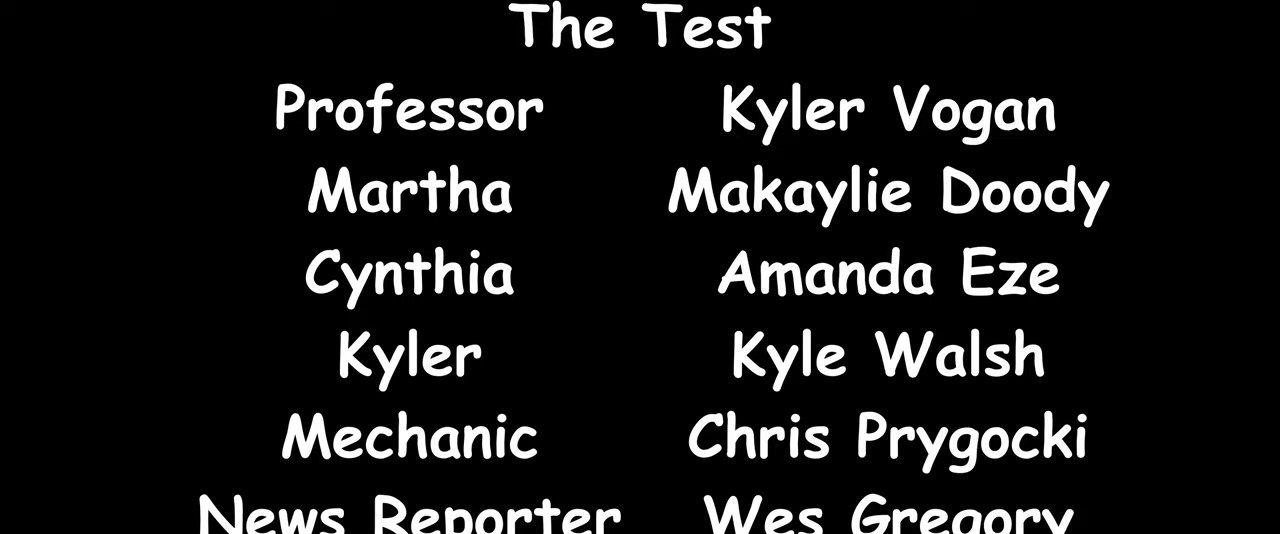 The Test
Professor Kyler Vogan
Martha Makaylie Doody
Cynthia Amanda Eze
Kyler Kyle Walsh
Mechanic Chris Prygocki
News Reporter Wes Gregory